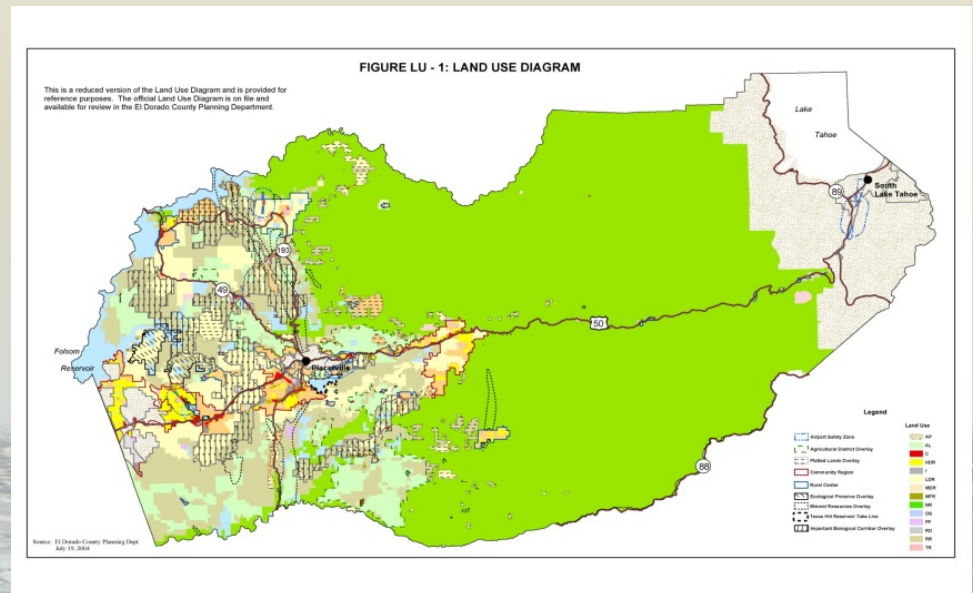 FIGURE LU - 1: LAND USE DIAGRAM
This is a reduced version of the Land Use Diagram and is provided for
reference purposes. The official Land Use Diagram is on file and
available for review in the El Dorado County Planning Department.
Lake
Tahoe
89
South
Lake Tahoe
193
49
50
Folsom
Reservoir
Placerville
88
Legend
Land Use
Airport Safety Zone
Agricultural District Overlay
Platted Lands Overlay
Community Region
Rural Center
Ecological Preserve Overlay
Mineral Resources Overlay
Texas Hill Reservoir Take Line
Important Biological Corridor Overlay
AP
AL
C
HDR
I
LDR
MDR
MFR
NR
OS
PF
RD
RR
TR
Source: El Dorado County Planning Dept.
July 19, 2004